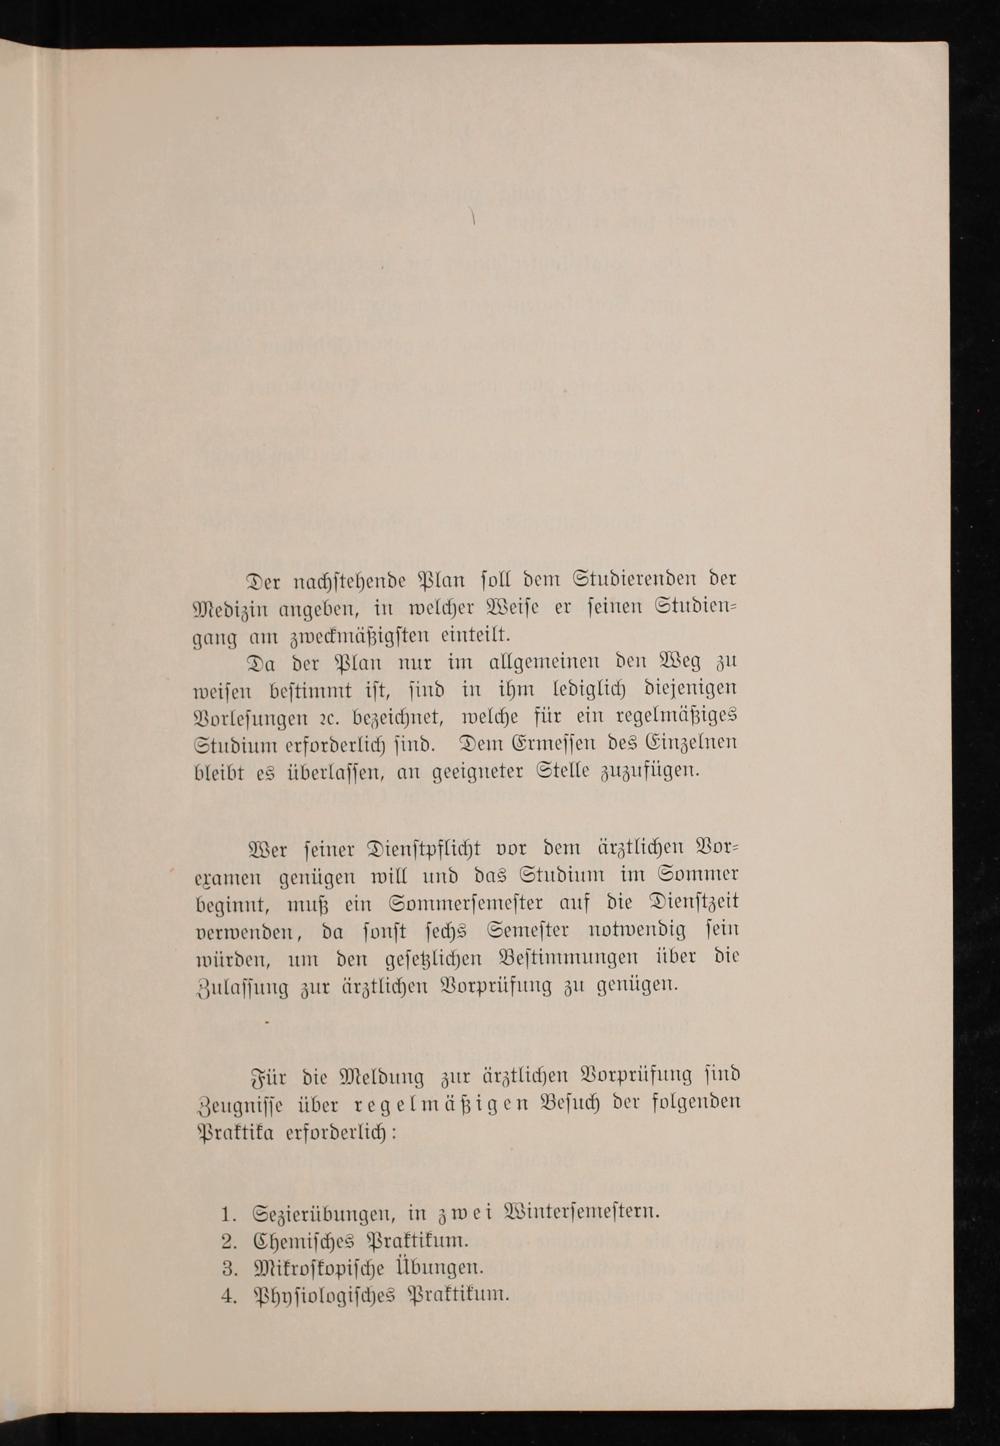 Der nachstehende Plan soll dem Studierenden der
Medizin angeben, in welcher Weise er seinen Studien-
gang am zweckmäßigsten einteilt.
Da der Plan nur im allgemeinen den Weg zu
weisen bestimmt ist, sind in ihm lediglich diejenigen
Vorlesungen ꝛc. bezeichnet, welche für ein regelmäßiges
Studium erforderlich sind. Dem Ermessen des Einzelnen
bleibt es überlassen, an geeigneter Stelle zuzufügen.
Wer seiner Dienstpflicht vor dem ärztlichen Vor-
examen genügen will und das Studium im Sommer
beginnt, muß ein Sommersemester auf die Dienstzeit
verwenden, da sonst sechs Semester notwendig sein
würden, um den gesetzlichen Bestimmungen über die
Zulassung zur ärztlichen Vorprüfung zu genügen.
Für die Meldung zur ärztlichen Vorprüfung sind
Zeugnisse über regelmäßigen Besuch der folgenden
Praktika erforderlich:
1. Sezierübungen, in zwei Wintersemestern.
2. Chemisches Praktikum.
3. Mikroskopische Übungen.
4. Physiologisches Praktikum.